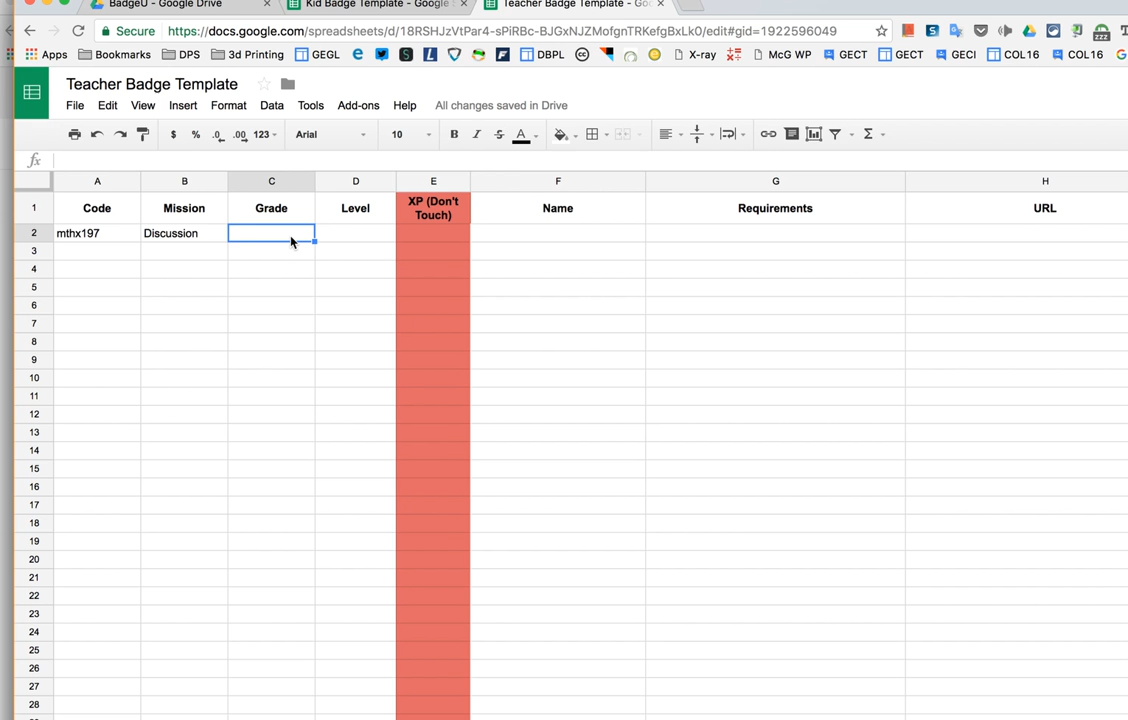 BadgeU - Google Drive × Kid Badge Template - Google × Teacher Badge Template - Goo ×
Secure https://docs.google.com/spreadsheets/d/18RSHJzVtPar4-sPiRBc-BJGxNJZMofgnTRKefgBxLk0/edit#gid=1922596049
Apps Bookmarks DPS 3d Printing GEGL DBPL X-ray McG WP GECT GECT GECI COL16 COL16
Teacher Badge Template
File Edit View Insert Format Data Tools Add-ons Help All changes saved in Drive
$ % .0 .00 123 Arial 10 B I S A Σ
fx
A B C D E F G H
1 Code Mission Grade Level XP (Don't Touch) Name Requirements URL
2 mthx197 Discussion
3
4
5
6
7
8
9
10
11
12
13
14
15
16
17
18
19
20
21
22
23
24
25
26
27
28